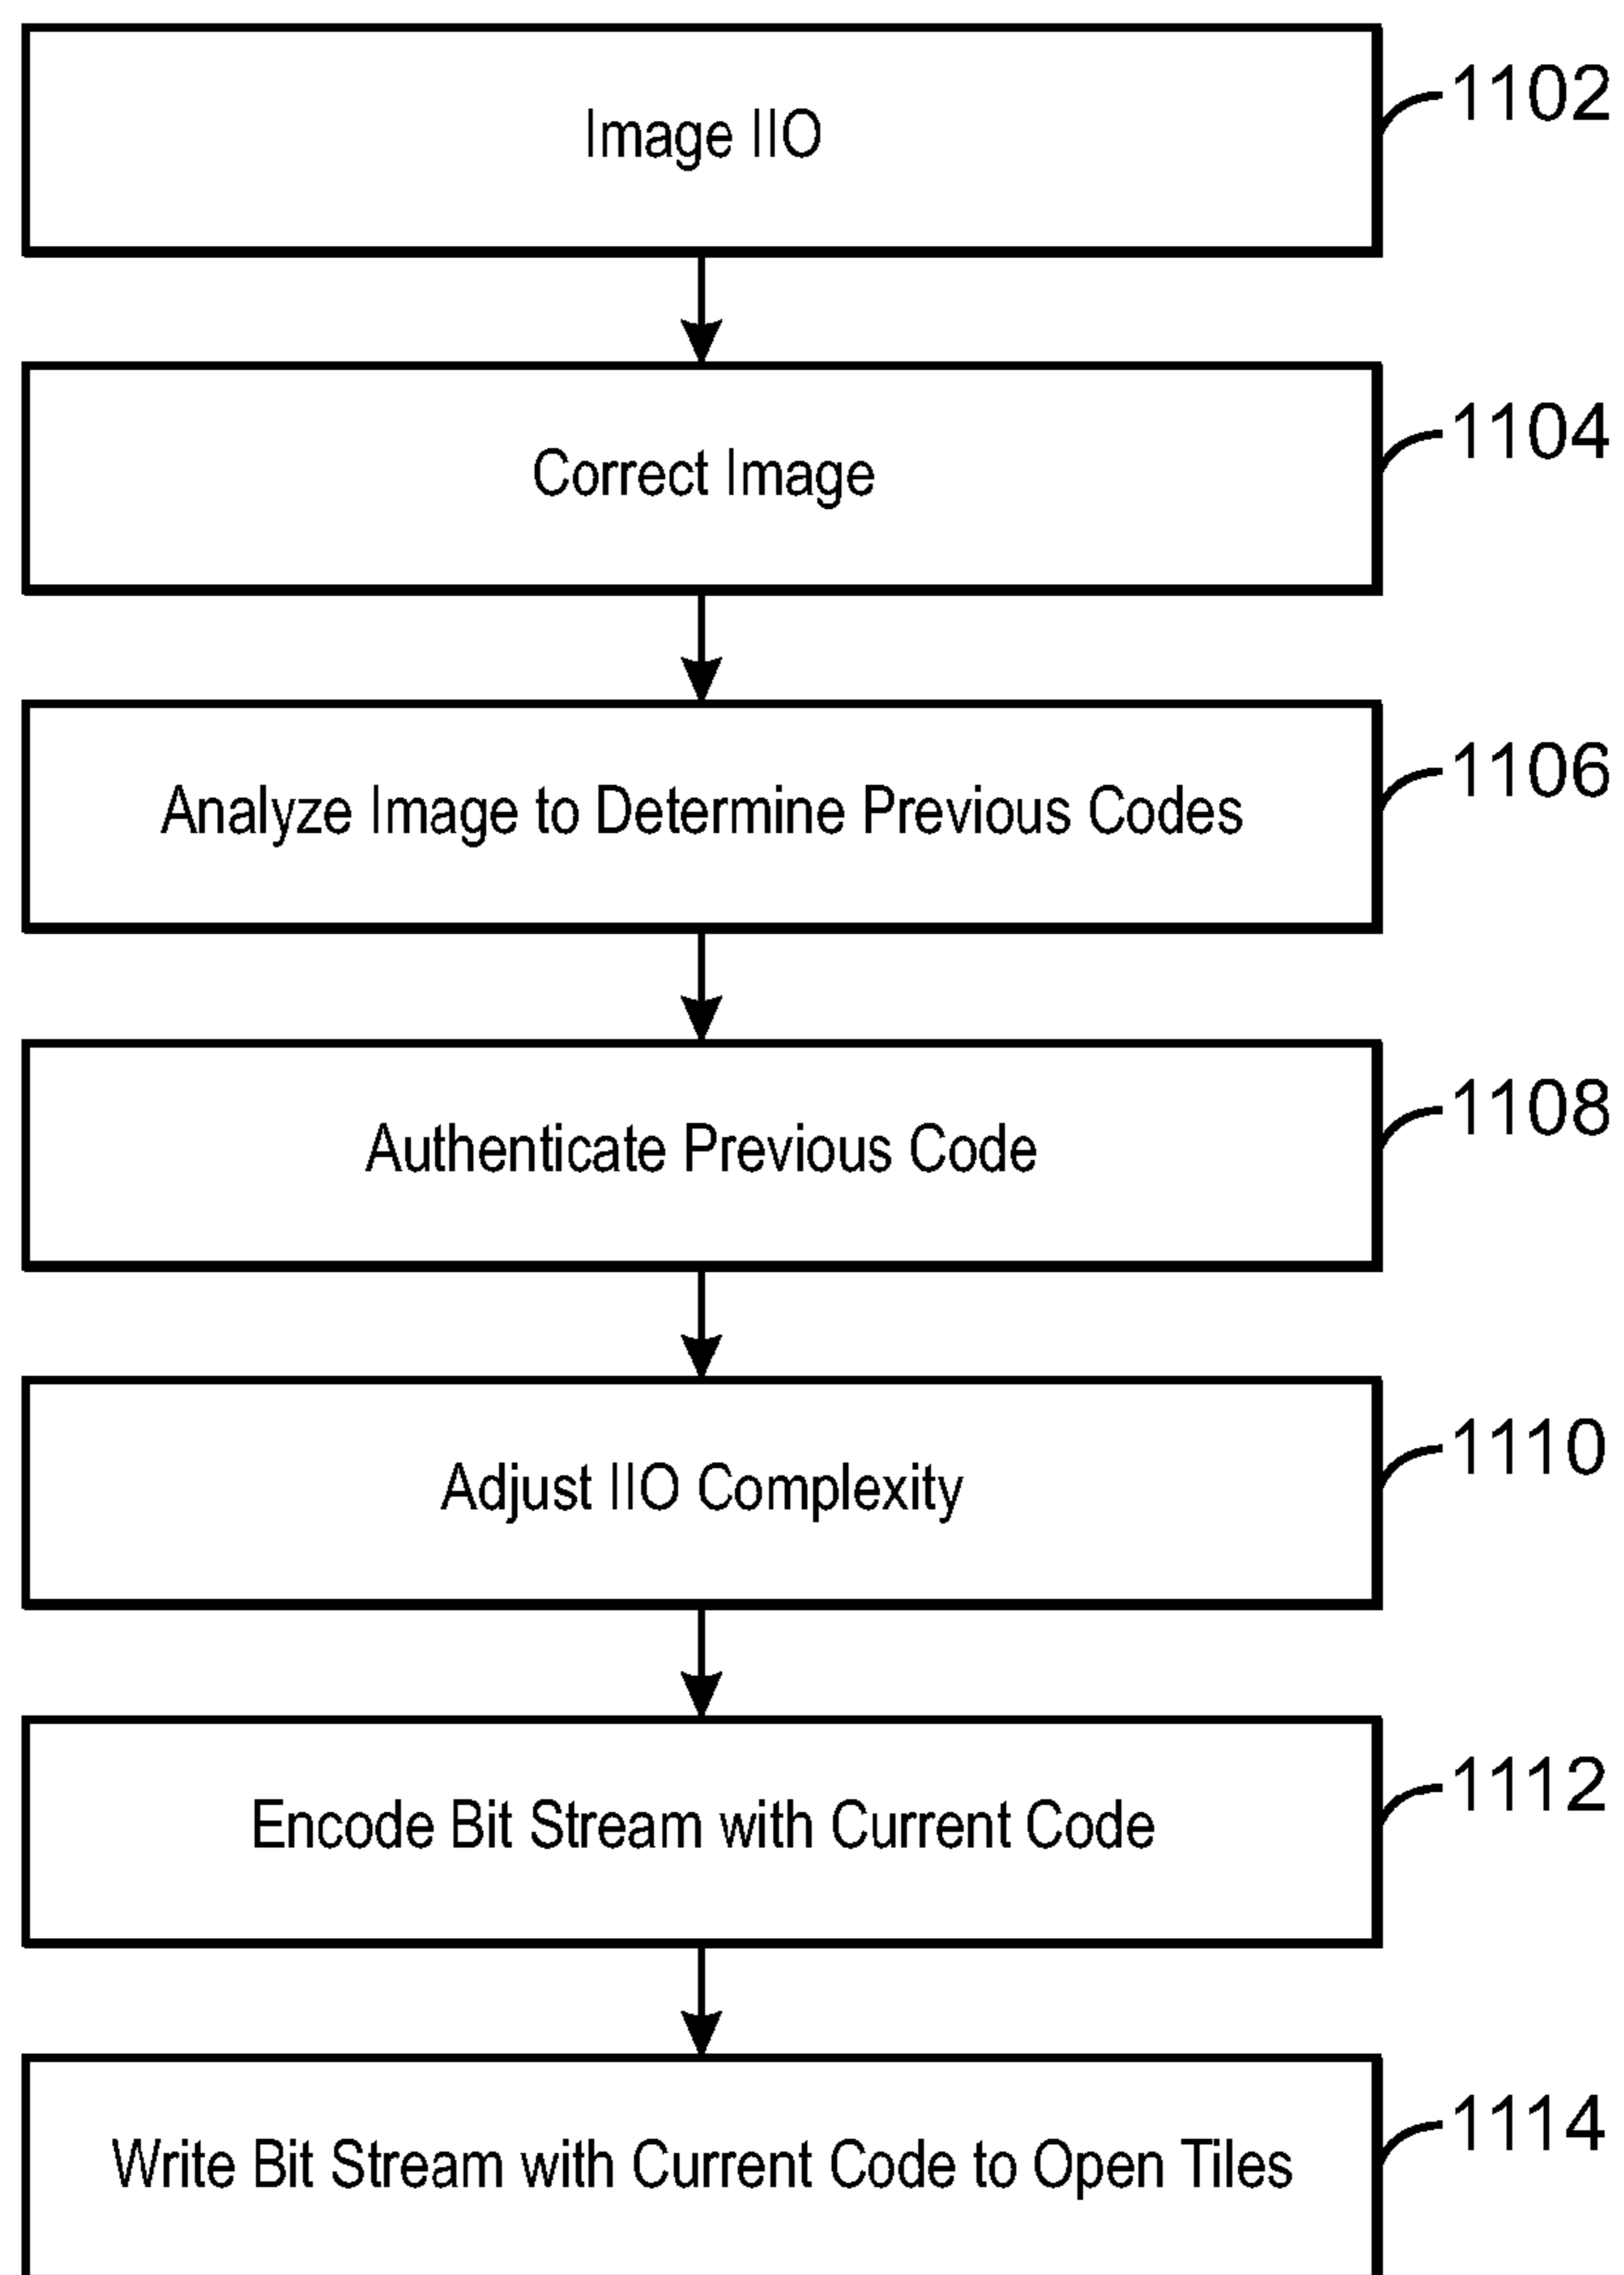 Image IIO
1102
Correct Image
1104
Analyze Image to Determine Previous Codes
1106
Authenticate Previous Code
1108
Adjust IIO Complexity
1110
Encode Bit Stream with Current Code
1112
Write Bit Stream with Current Code to Open Tiles
1114